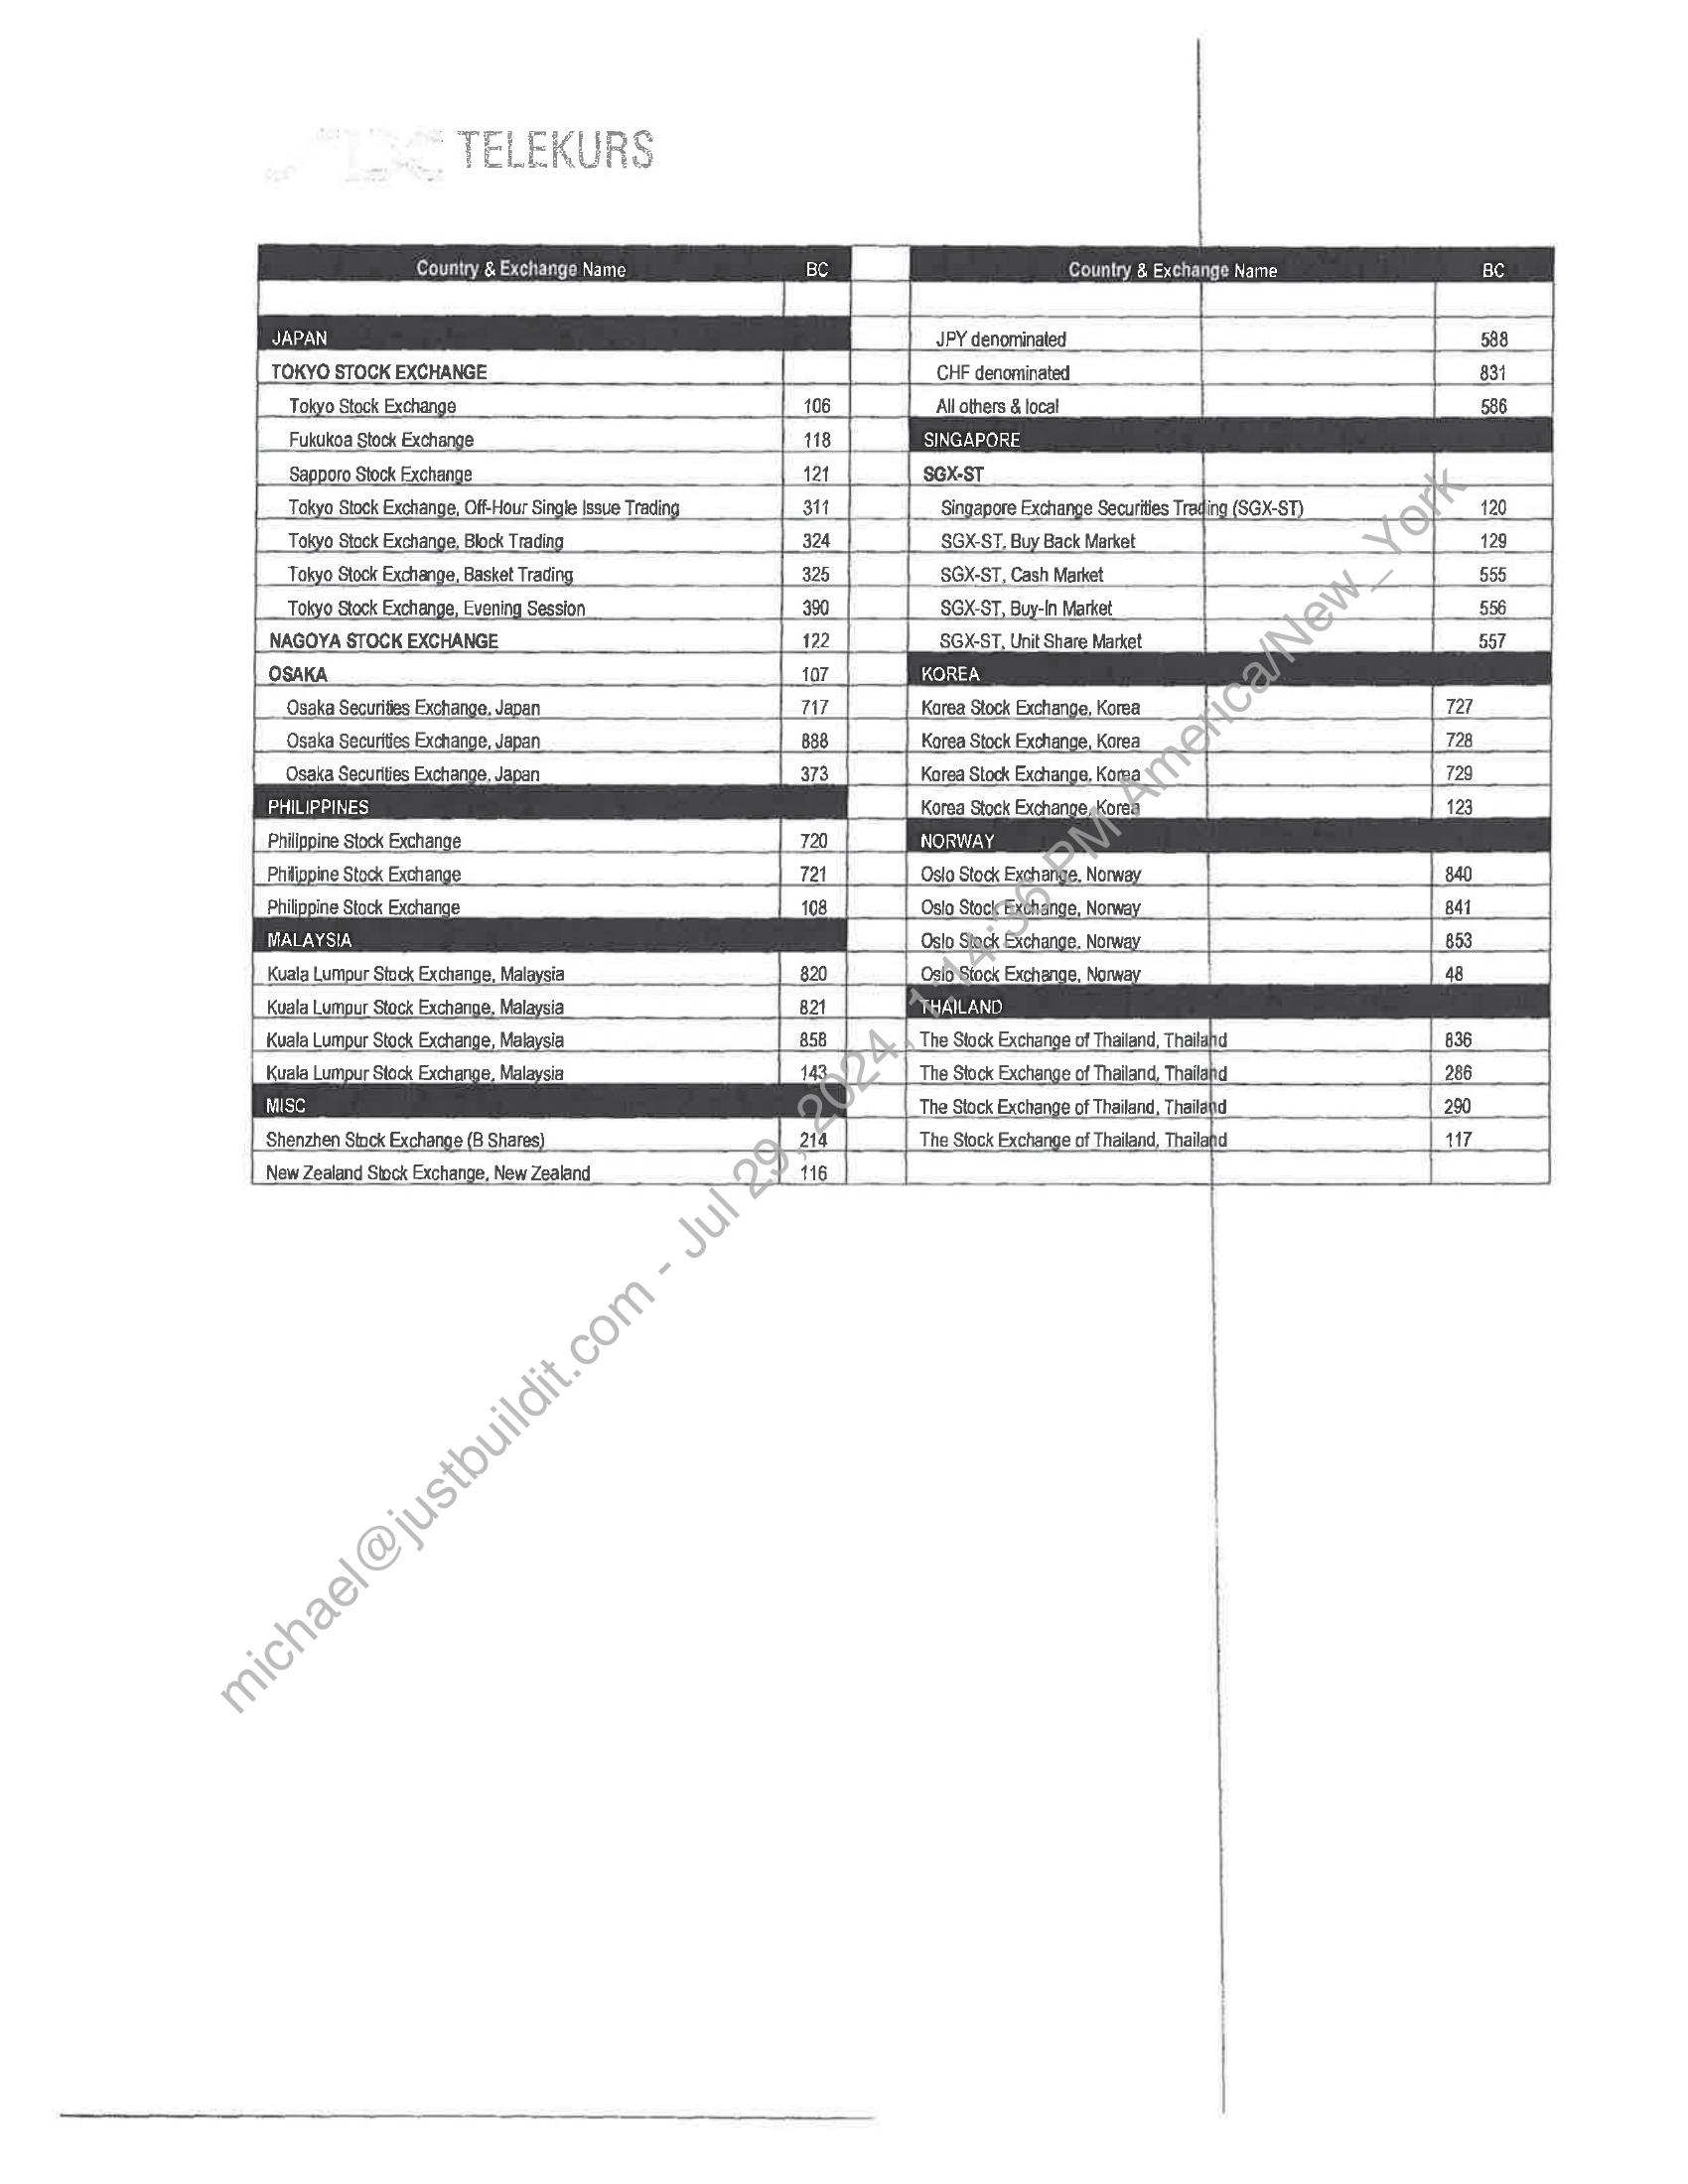 TELEKURS
Country & Exchange Name BC
JAPAN
TOKYO STOCK EXCHANGE
Tokyo Stock Exchange 106
Fukukoa Stock Exchange 118
Sapporo Stock Exchange 121
Tokyo Stock Exchange, Off-Hour Single Issue Trading 311
Tokyo Stock Exchange, Block Trading 324
Tokyo Stock Exchange, Basket Trading 325
Tokyo Stock Exchange, Evening Session 390
NAGOYA STOCK EXCHANGE 122
OSAKA 107
Osaka Securities Exchange, Japan 717
Osaka Securities Exchange, Japan 888
Osaka Securities Exchange, Japan 373
PHILIPPINES
Philippine Stock Exchange 720
Philippine Stock Exchange 721
Philippine Stock Exchange 108
MALAYSIA
Kuala Lumpur Stock Exchange, Malaysia 820
Kuala Lumpur Stock Exchange, Malaysia 821
Kuala Lumpur Stock Exchange, Malaysia 858
Kuala Lumpur Stock Exchange, Malaysia 143
MISC
Shenzhen Stock Exchange (B Shares) 214
New Zealand Stock Exchange, New Zealand 116
Country & Exchange Name BC
JPY denominated 588
CHF denominated 831
All others & local 586
SINGAPORE
SGX-ST
Singapore Exchange Securities Trading (SGX-ST) 120
SGX-ST, Buy Back Market 129
SGX-ST, Cash Market 555
SGX-ST, Buy-In Market 556
SGX-ST, Unit Share Market 557
KOREA
Korea Stock Exchange, Korea 727
Korea Stock Exchange, Korea 728
Korea Stock Exchange, Korea 729
Korea Stock Exchange, Korea 123
NORWAY
Oslo Stock Exchange, Norway 840
Oslo Stock Exchange, Norway 841
Oslo Stock Exchange, Norway 853
Oslo Stock Exchange, Norway 48
THAILAND
The Stock Exchange of Thailand, Thailand 836
The Stock Exchange of Thailand, Thailand 286
The Stock Exchange of Thailand, Thailand 290
The Stock Exchange of Thailand, Thailand 117
michael@justbuildit.com - Jul 29, 2024, 1:14:36 PM America/New_York